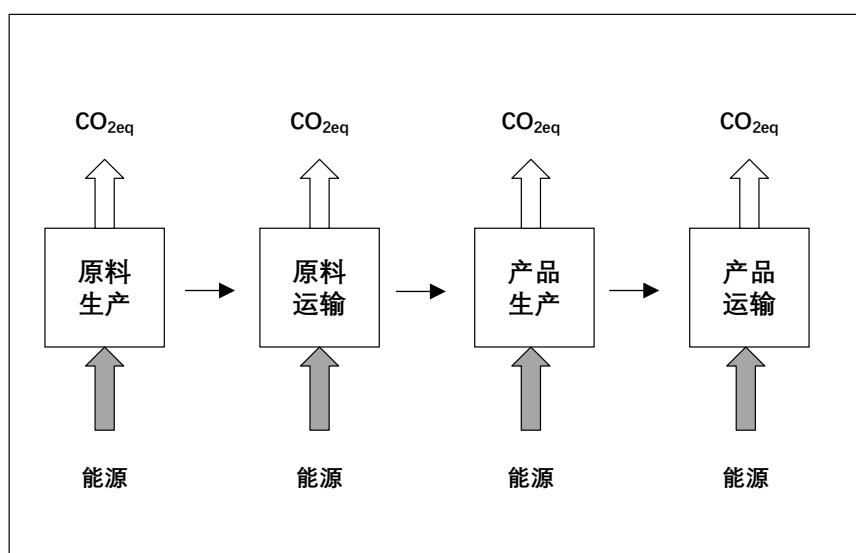 CO₂eq CO₂eq CO₂eq CO₂eq
原料 原料 产品 产品
生产 运输 生产 运输
能源 能源 能源 能源